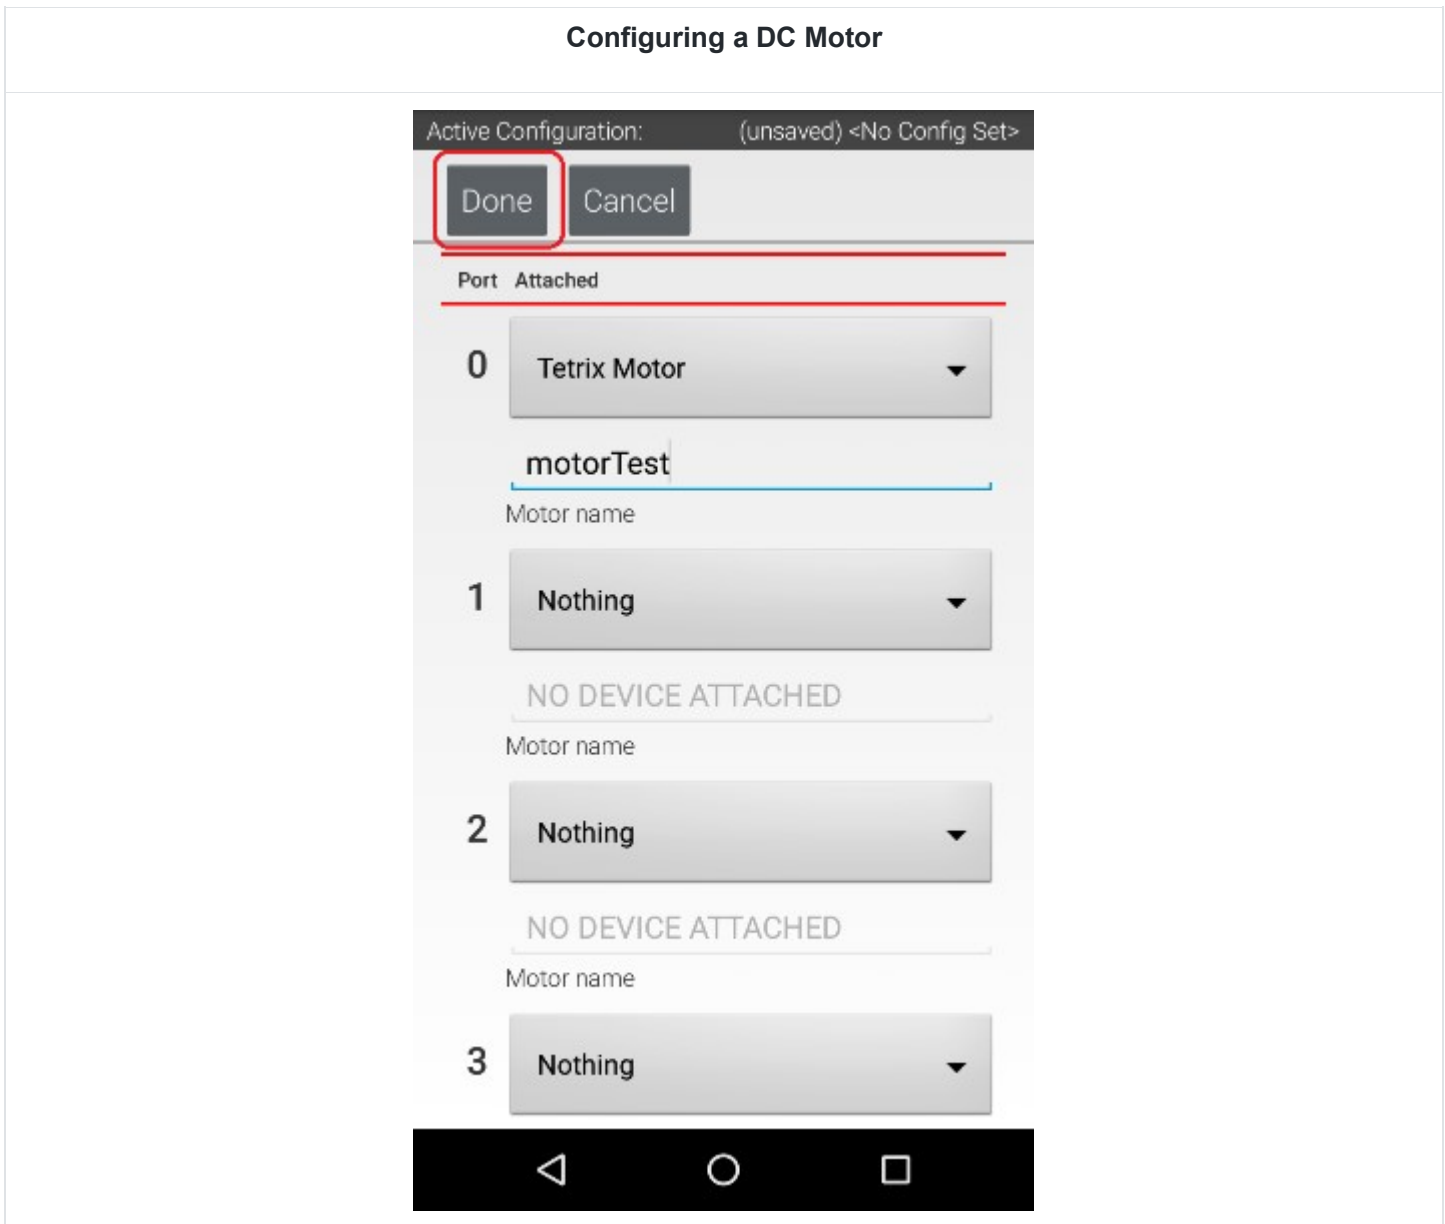 Configuring a DC Motor
Active Configuration: (unsaved) <No Config Set>
Done Cancel
Port Attached
0 Tetrix Motor
motorTest
Motor name
1 Nothing
NO DEVICE ATTACHED
Motor name
2 Nothing
NO DEVICE ATTACHED
Motor name
3 Nothing